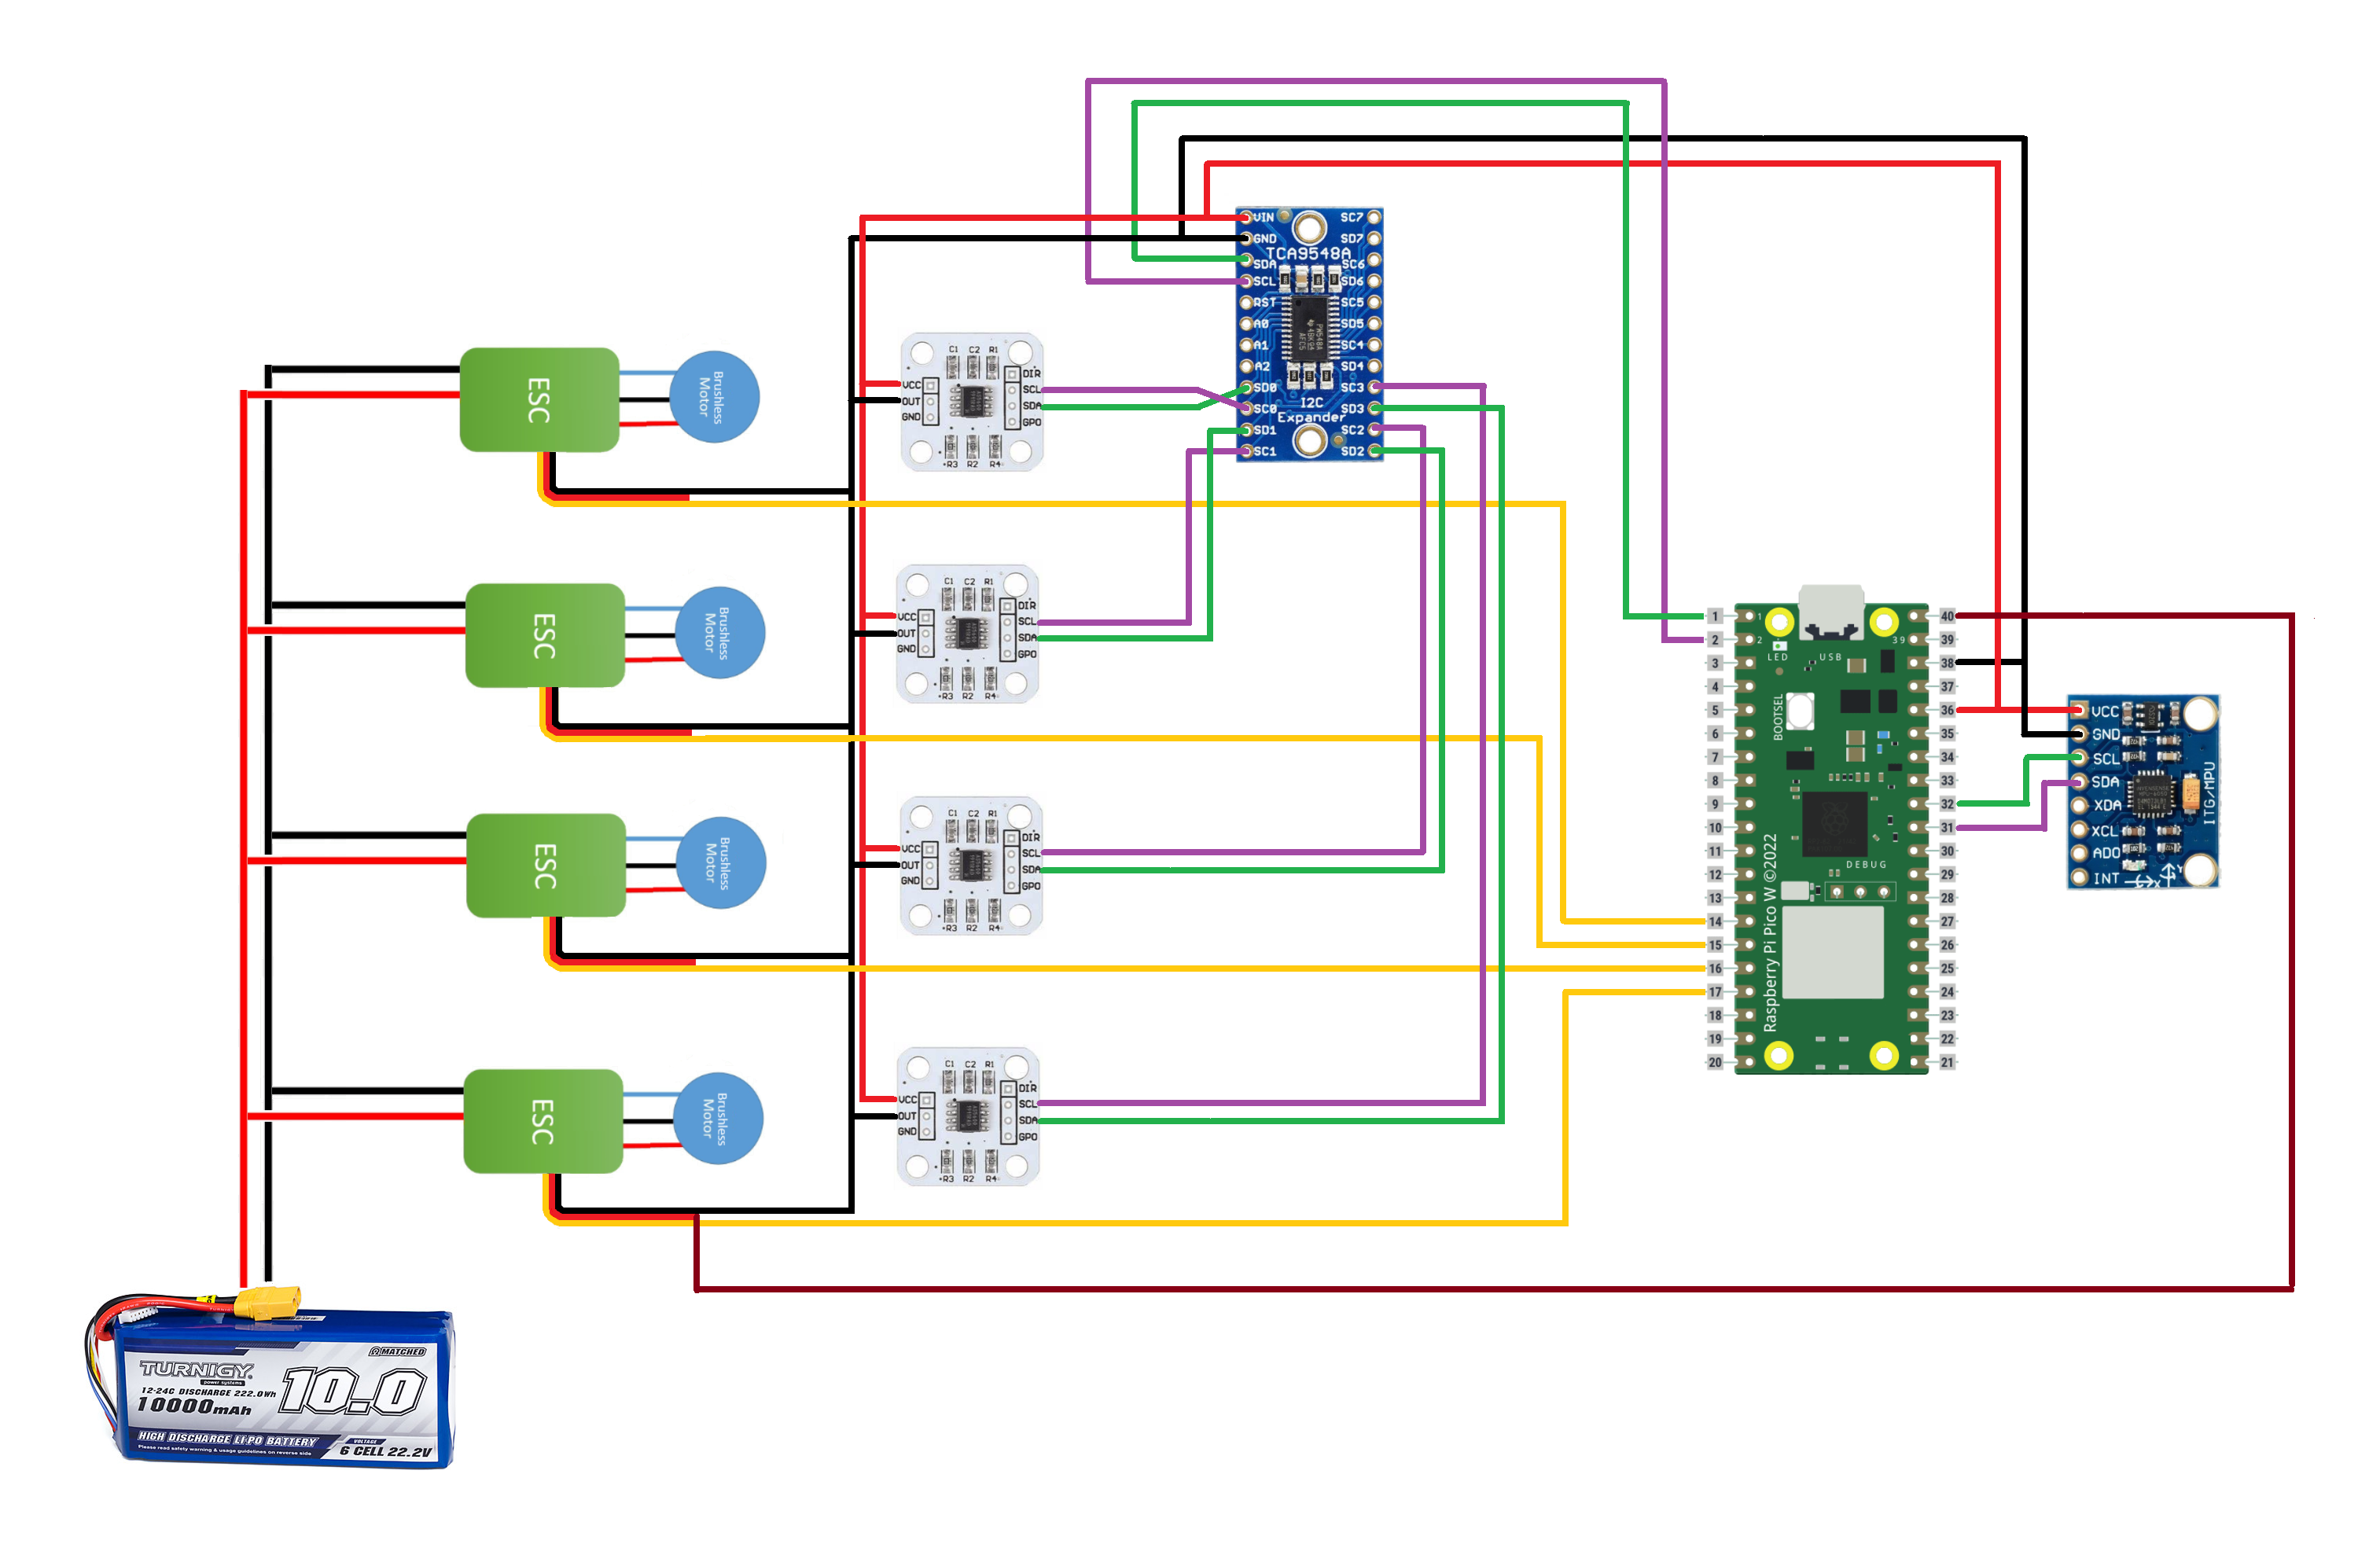 VIN SC7
GND SD7
TCA9548A
SDA SC6
SCL SD6
RST SC5
A0 SD5
A1 SC4
A2 SD4
SD0 SC3
SC0 I2C SD3
Expander
SD1 SC2
SC1 SD2
ESC
Brushless
Motor
C1 C2 R1
DIR
VCC SCL
OUT SDA
GND GPO
R3 R2 R4
ESC
Brushless
Motor
C1 C2 R1
DIR
VCC SCL
OUT SDA
GND GPO
R3 R2 R4
ESC
Brushless
Motor
C1 C2 R1
DIR
VCC SCL
OUT SDA
GND GPO
R3 R2 R4
ESC
Brushless
Motor
C1 C2 R1
DIR
VCC SCL
OUT SDA
GND GPO
R3 R2 R4
1 1 40
2 2 39 39
LED USB
3 38
4 37
5 36
6 35
7 34
8 33
9 32
10 31
11 30
12 29
13 28
14 27
15 26
16 25
17 24
18 23
19 22
20 21
BOOTSEL
DEBUG
Raspberry Pi Pico W ©2022
VCC
GND
SCL
SDA
XDA
XCL
ADO
INT
ITG/MPU
X
Y
MATCHED
TURNIGY
power systems
10.0
12-24C DISCHARGE 222.0Wh
10000mAh
HIGH DISCHARGE LI-PO BATTERY
Please read safety warning & usage guidelines on reverse side
VOLTAGE
6 CELL 22.2V